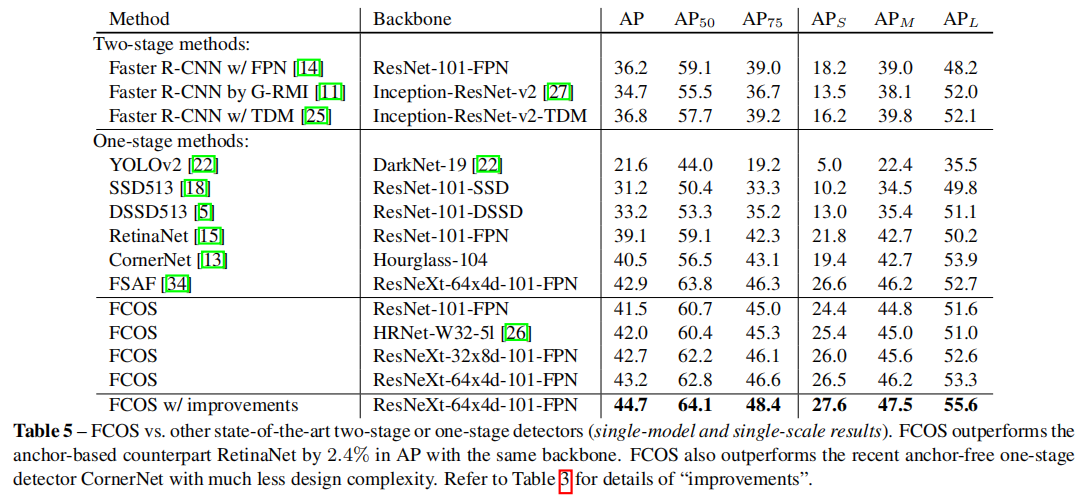 Method Backbone AP AP50 AP75 APS APM APL
Two-stage methods:
Faster R-CNN w/ FPN [14] ResNet-101-FPN 36.2 59.1 39.0 18.2 39.0 48.2
Faster R-CNN by G-RMI [11] Inception-ResNet-v2 [27] 34.7 55.5 36.7 13.5 38.1 52.0
Faster R-CNN w/ TDM [25] Inception-ResNet-v2-TDM 36.8 57.7 39.2 16.2 39.8 52.1
One-stage methods:
YOLOv2 [22] DarkNet-19 [22] 21.6 44.0 19.2 5.0 22.4 35.5
SSD513 [18] ResNet-101-SSD 31.2 50.4 33.3 10.2 34.5 49.8
DSSD513 [5] ResNet-101-DSSD 33.2 53.3 35.2 13.0 35.4 51.1
RetinaNet [15] ResNet-101-FPN 39.1 59.1 42.3 21.8 42.7 50.2
CornerNet [13] Hourglass-104 40.5 56.5 43.1 19.4 42.7 53.9
FSAF [34] ResNeXt-64x4d-101-FPN 42.9 63.8 46.3 26.6 46.2 52.7
FCOS ResNet-101-FPN 41.5 60.7 45.0 24.4 44.8 51.6
FCOS HRNet-W32-5l [26] 42.0 60.4 45.3 25.4 45.0 51.0
FCOS ResNeXt-32x8d-101-FPN 42.7 62.2 46.1 26.0 45.6 52.6
FCOS ResNeXt-64x4d-101-FPN 43.2 62.8 46.6 26.5 46.2 53.3
FCOS w/ improvements ResNeXt-64x4d-101-FPN 44.7 64.1 48.4 27.6 47.5 55.6
Table 5 – FCOS vs. other state-of-the-art two-stage or one-stage detectors (single-model and single-scale results). FCOS outperforms the
anchor-based counterpart RetinaNet by 2.4% in AP with the same backbone. FCOS also outperforms the recent anchor-free one-stage
detector CornerNet with much less design complexity. Refer to Table 3 for details of “improvements”.